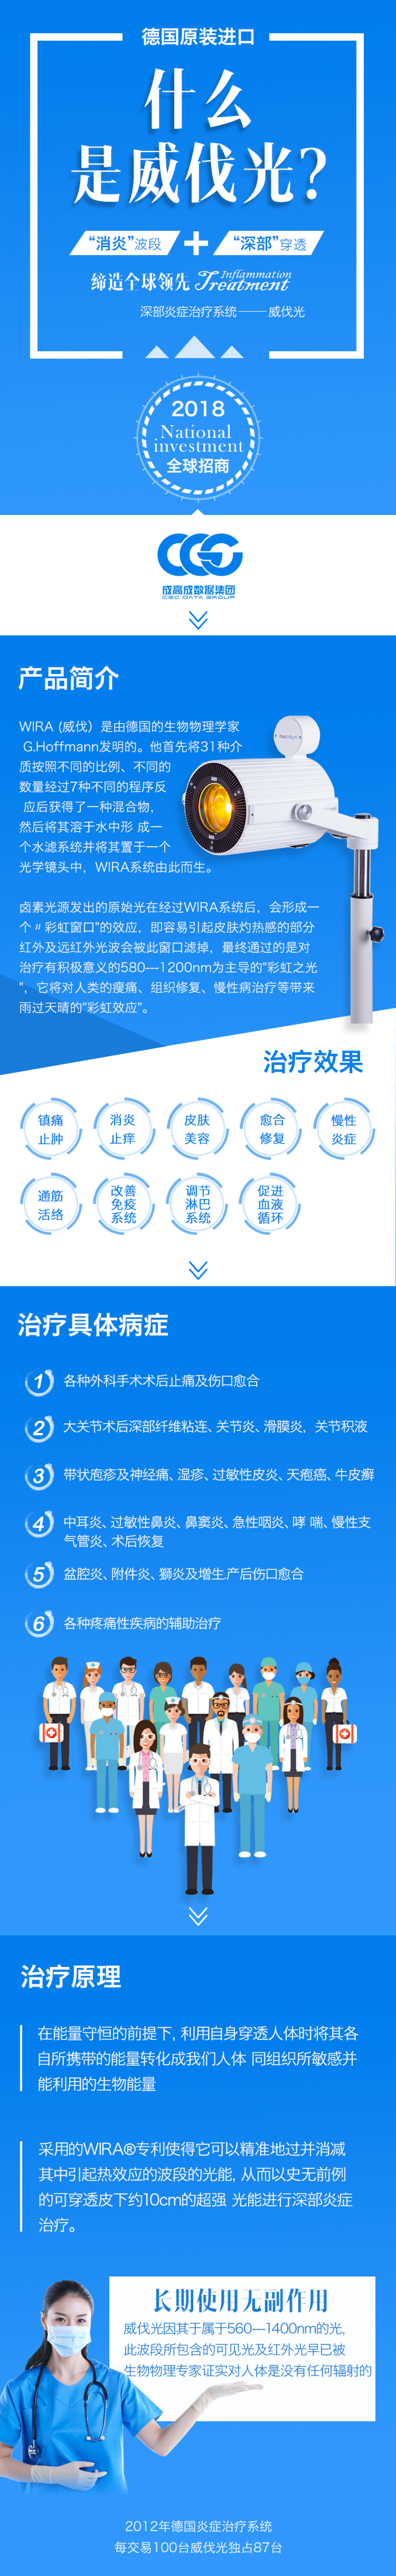 德国原装进口
什么
是威伐光?
“消炎”波段 + “深部”穿透
缔造全球领先 Inflammation Treatment
深部炎症治疗系统——威伐光
2018
National
investment
全球招商
CGC
成高成数据集团
CGC DATA GROUP
产品简介
WIRA (威伐）是由德国的生物物理学家
G.Hoffmann发明的。他首先将31种介
质按照不同的比例、不同的
数量经过7种不同的程序反
应后获得了一种混合物,
然后将其溶于水中形 成一
个水滤系统并将其置于一个
光学镜头中，WIRA系统由此而生。
卤素光源发出的原始光在经过WIRA系统后，会形成一
个〃彩虹窗口"的效应，即容易引起皮肤灼热感的部分
红外及远红外光波会被此窗口滤掉，最终通过的是对
治疗有积极意义的580---1200nm为主导的"彩虹之光
"，它将对人类的瘦痛、组织修复、慢性病治疗等带来
雨过天晴的"彩虹效应"。
治疗效果
镇痛
止肿
消炎
止痒
皮肤
美容
愈合
修复
慢性
炎症
通筋
活络
改善
免疫
系统
调节
淋巴
系统
促进
血液
循环
治疗具体病症
1 各种外科手术术后止痛及伤口愈合
2 大关节术后深部纤维粘连、关节炎、滑膜炎，关节积液
3 带状庖疹及神经痛、湿疹、过敏性皮炎、天疱癌、牛皮癣
4 中耳炎、过敏性鼻炎、鼻窦炎、急性咽炎、哮 喘、慢性支
气管炎、术后恢复
5 盆腔炎、附件炎、狮炎及增生.产后伤口愈合
6 各种疼痛性疾病的辅助治疗
治疗原理
在能量守恒的前提下, 利用自身穿透人体时将其各
自所携带的能量转化成我们人体 同组织所敏感并
能利用的生物能量
采用的WIRA®专利使得它可以精准地过并消减
其中引起热效应的波段的光能, 从而以史无前例
的可穿透皮下约10cm的超强 光能进行深部炎症
治疗。
长期使用无副作用
威伐光因其于属于560---1400nm的光,
此波段所包含的可见光及红外光早已被
生物物理专家证实对人体是没有任何辐射的
2012年德国炎症治疗系统
每交易100台威伐光独占87台